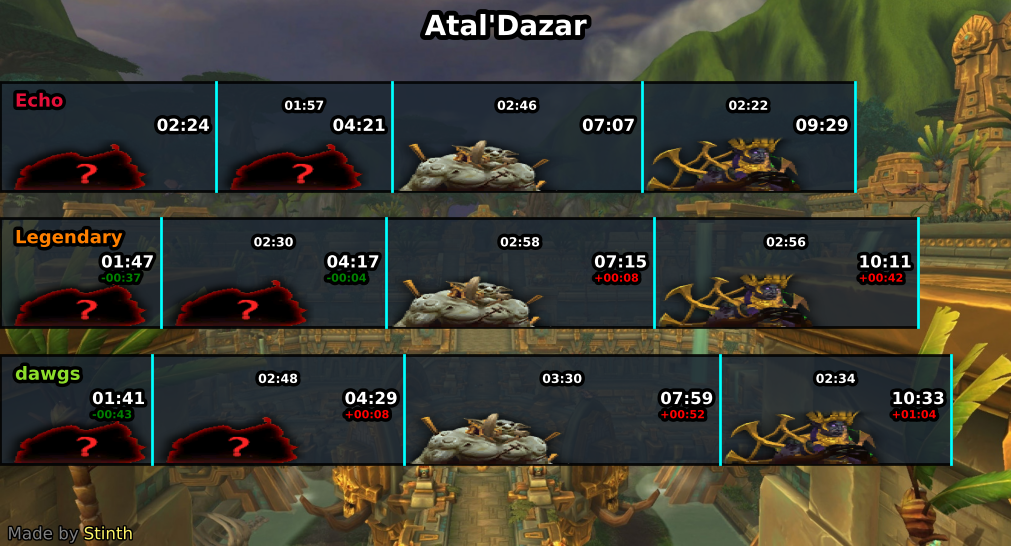 Atal'Dazar
Echo
01:57 02:46 02:22
02:24 04:21 07:07 09:29
? ?
Legendary
02:30 02:58 02:56
01:47 04:17 07:15 10:11
-00:37 -00:04 +00:08 +00:42
? ?
dawgs
02:48 03:30 02:34
01:41 04:29 07:59 10:33
-00:43 +00:08 +00:52 +01:04
? ?
Made by Stinth